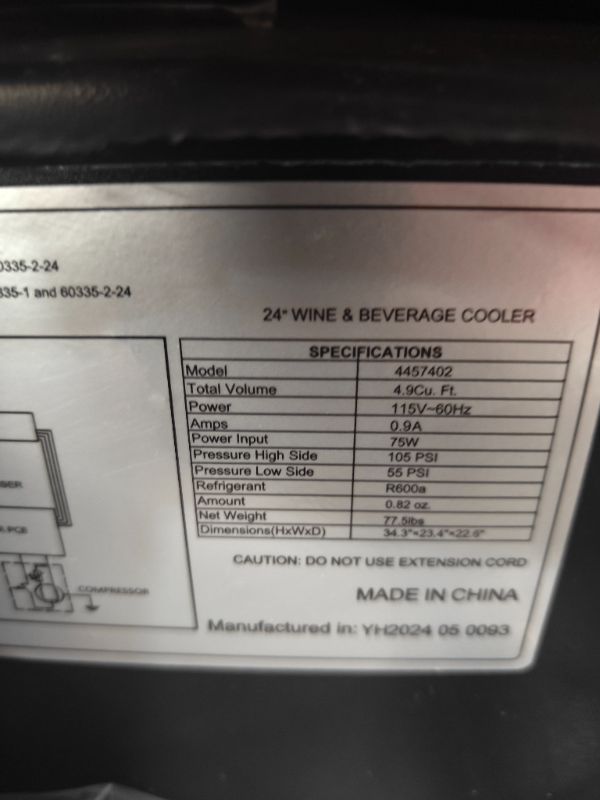 0335-2-24
335-1 and 60335-2-24
24" WINE & BEVERAGE COOLER
SPECIFICATIONS
Model 4457402
Total Volume 4.9Cu. Ft.
Power 115V~60Hz
Amps 0.9A
Power Input 75W
Pressure High Side 105 PSI
Pressure Low Side 55 PSI
Refrigerant R600a
Amount 0.82 oz.
Net Weight 77.5lbs
Dimensions(HxWxD) 34.3"×23.4"×22.6"
COMPRESSOR
CAUTION: DO NOT USE EXTENSION CORD
MADE IN CHINA
Manufactured in: YH2024 05 0093